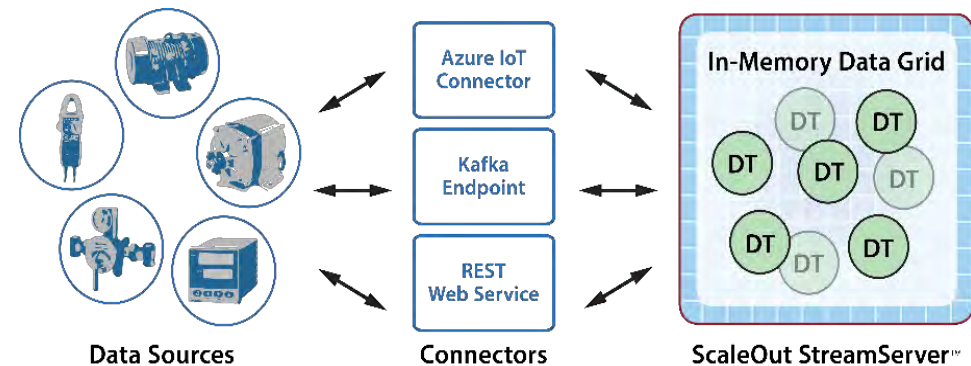 Azure IoT
Connector
Kafka
Endpoint
REST
Web Service
In-Memory Data Grid
DT
DT
DT
DT
DT
DT
DT
DT
Data Sources
Connectors
ScaleOut StreamServer™